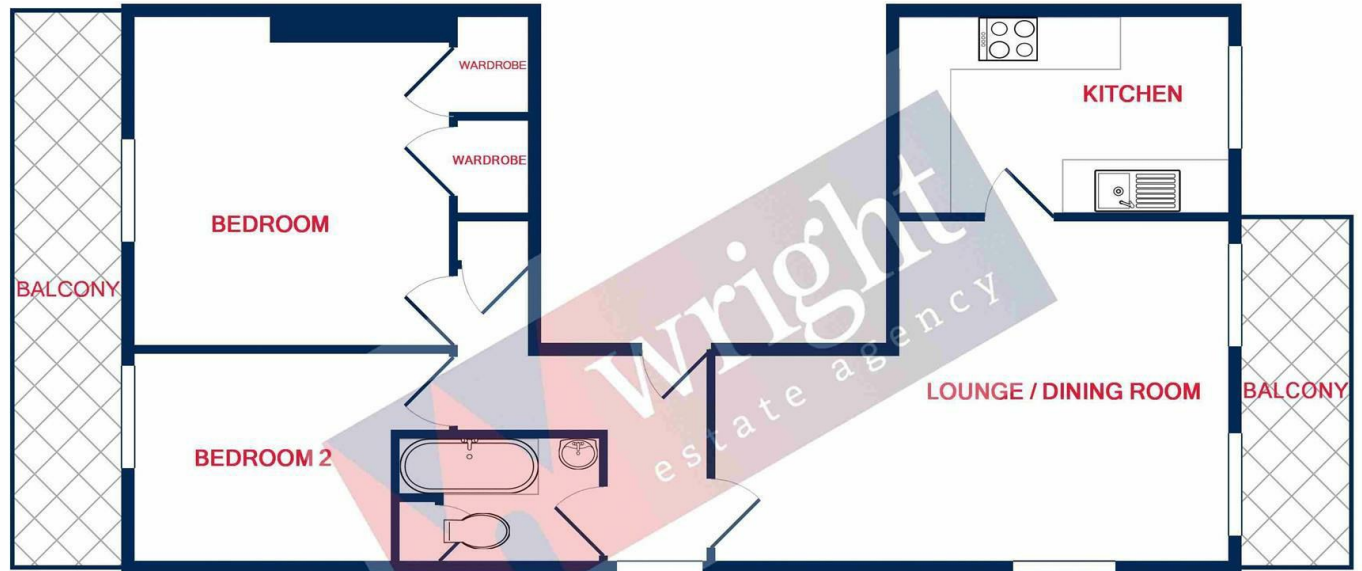 WARDROBE
KITCHEN
WARDROBE
BEDROOM
BALCONY
wright
estate agency
LOUNGE / DINING ROOM
BALCONY
BEDROOM 2